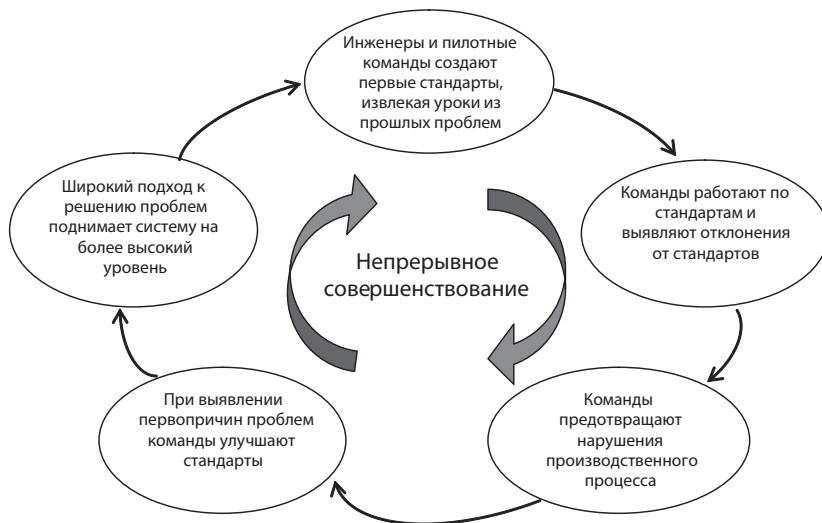 Инженеры и пилотные
команды создают
первые стандарты,
извлекая уроки из
прошлых проблем
Команды работают по
стандартам и
выявляют отклонения
от стандартов
Команды
предотвращают
нарушения
производственного
процесса
При выявлении
первопричин проблем
команды улучшают
стандарты
Широкий подход к
решению проблем
поднимает систему на
более высокий
уровень
Непрерывное
совершенствование